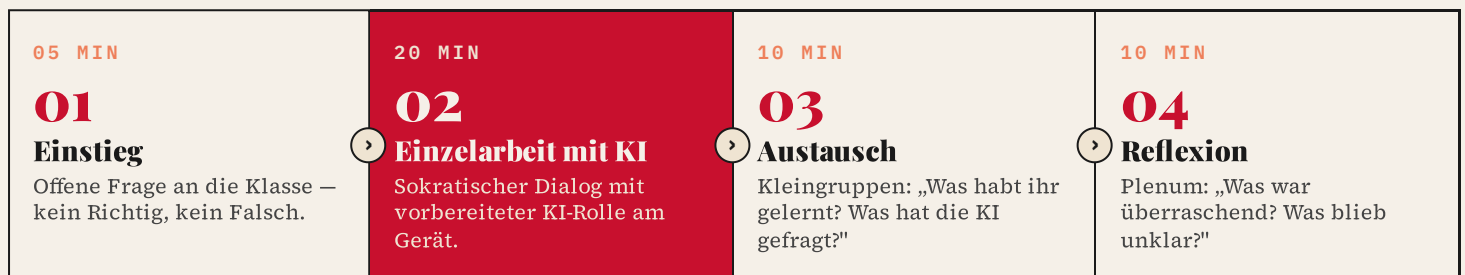 05 MIN
01
Einstieg
Offene Frage an die Klasse —
kein Richtig, kein Falsch.
20 MIN
02
Einzelarbeit mit KI
Sokratischer Dialog mit
vorbereiteter KI-Rolle am
Gerät.
10 MIN
03
Austausch
Kleingruppen: „Was habt ihr
gelernt? Was hat die KI
gefragt?"
10 MIN
04
Reflexion
Plenum: „Was war
überraschend? Was blieb
unklar?"